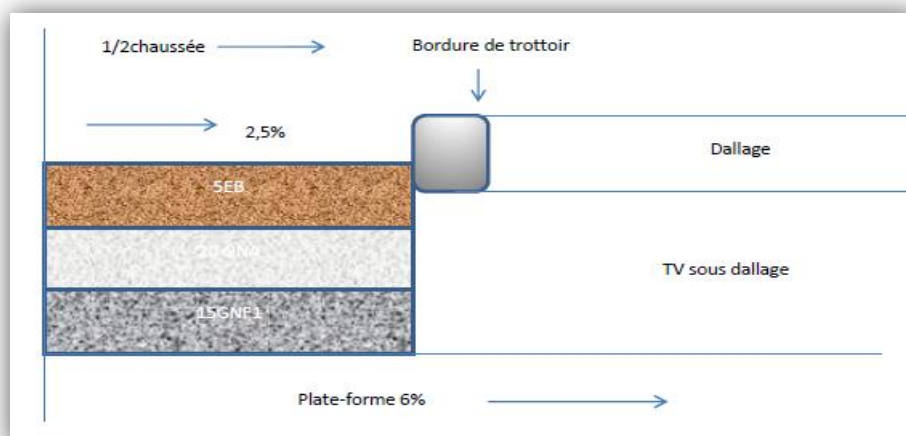 1/2chaussée
Bordure de trottoir
2,5%
Dallage
5EB
TV sous dallage
15GNF1
Plate-forme 6%